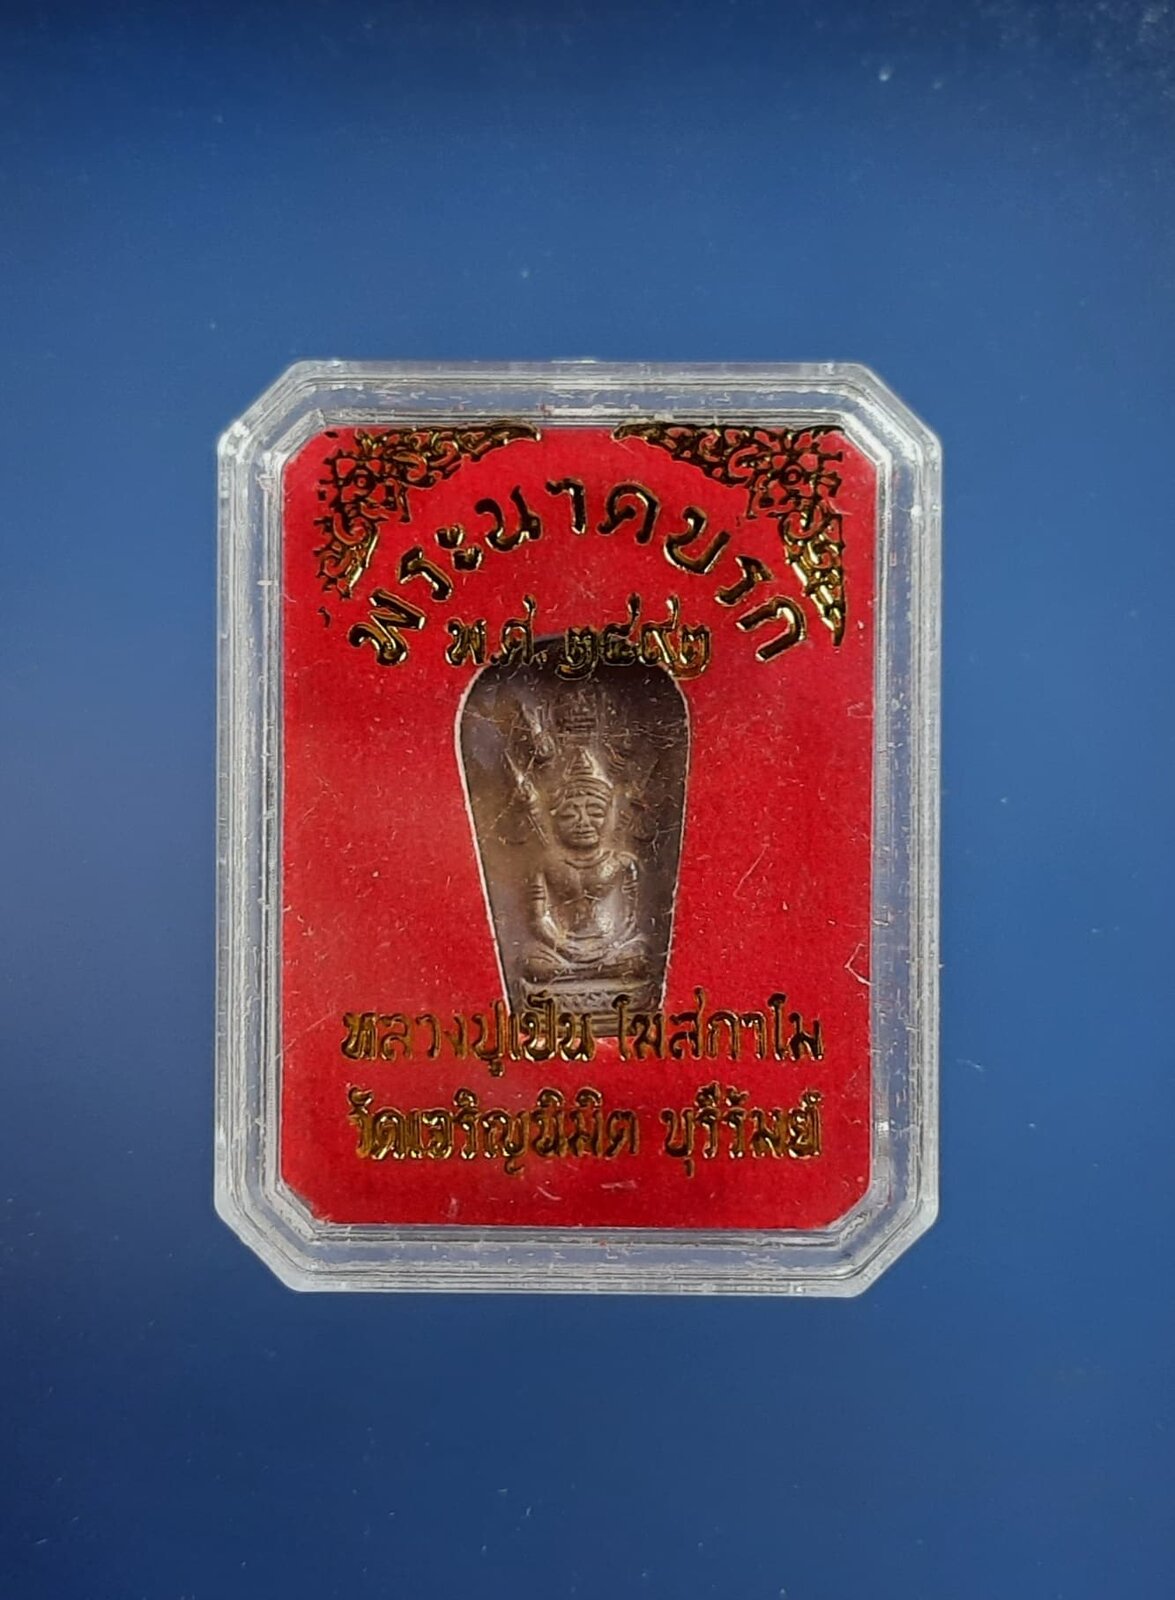 พระนาคปรก
พ.ศ. ๒๕๔๒
หลวงปู่เป็น โฆสกาโม
วัดเจริญนิมิต บุรีรัมย์